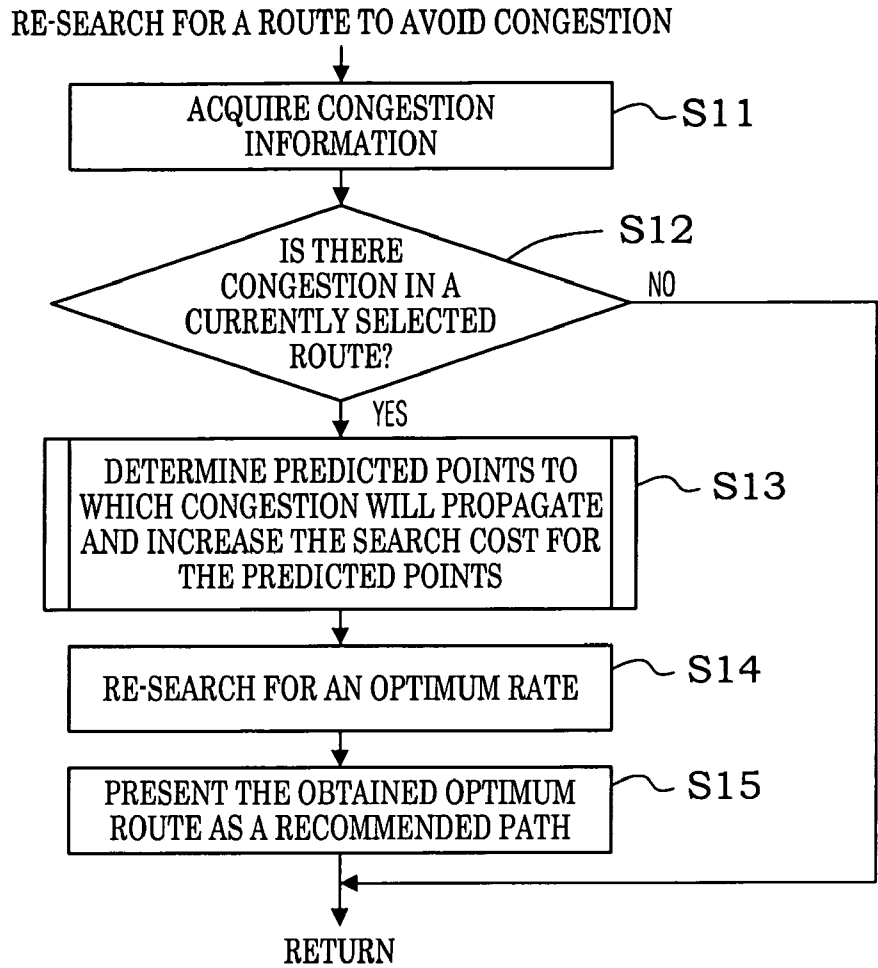 RE-SEARCH FOR A ROUTE TO AVOID CONGESTION
ACQUIRE CONGESTION
INFORMATION
S11
IS THERE
CONGESTION IN A
CURRENTLY SELECTED
ROUTE?
S12
NO
YES
DETERMINE PREDICTED POINTS TO
WHICH CONGESTION WILL PROPAGATE
AND INCREASE THE SEARCH COST FOR
THE PREDICTED POINTS
S13
RE-SEARCH FOR AN OPTIMUM RATE
S14
PRESENT THE OBTAINED OPTIMUM
ROUTE AS A RECOMMENDED PATH
S15
RETURN